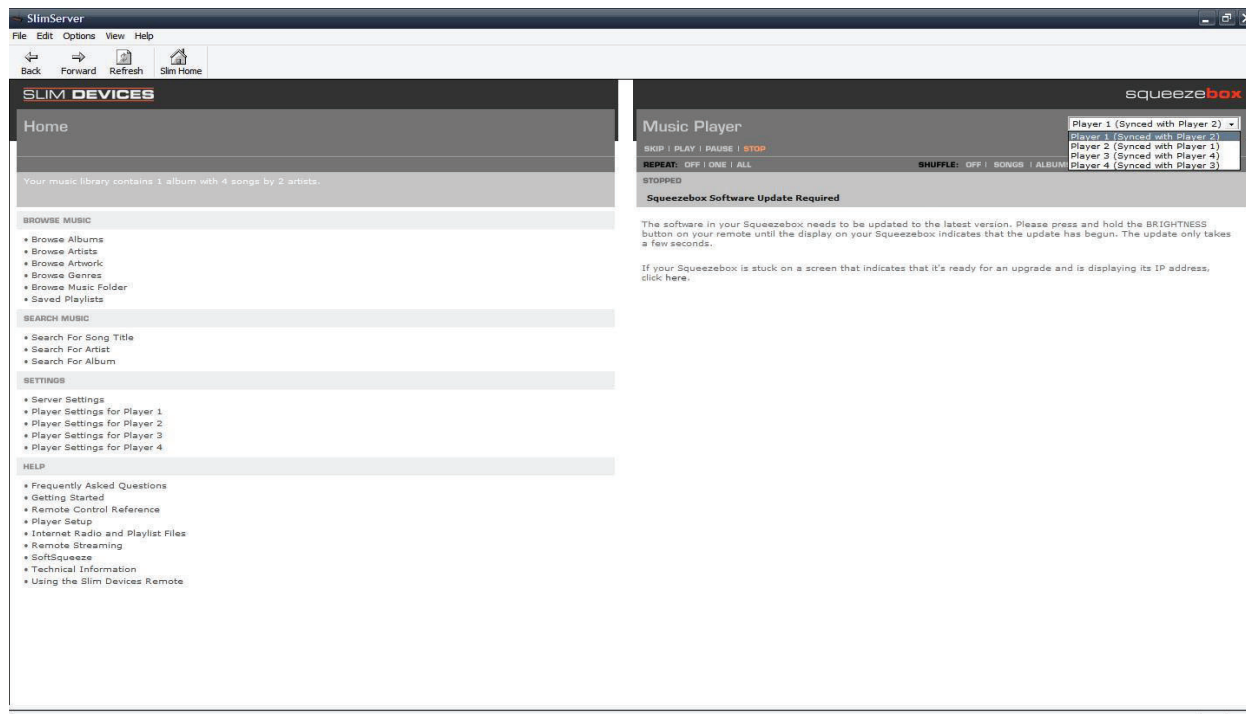 SlimServer
File Edit Options View Help
Back Forward Refresh Slim Home
SLIM DEVICES
Home
Your music library contains 1 album with 4 songs by 2 artists.
BROWSE MUSIC
• Browse Albums
• Browse Artists
• Browse Artwork
• Browse Genres
• Browse Music Folder
• Saved Playlists
SEARCH MUSIC
• Search For Song Title
• Search For Artist
• Search For Album
SETTINGS
• Server Settings
• Player Settings for Player 1
• Player Settings for Player 2
• Player Settings for Player 3
• Player Settings for Player 4
HELP
• Frequently Asked Questions
• Getting Started
• Remote Control Reference
• Player Setup
• Internet Radio and Playlist Files
• Remote Streaming
• SoftSqueeze
• Technical Information
• Using the Slim Devices Remote
squeezebox
Music Player
Player 1 (Synced with Player 2)
Player 1 (Synced with Player 2)
Player 2 (Synced with Player 1)
Player 3 (Synced with Player 4)
Player 4 (Synced with Player 3)
SKIP | PLAY | PAUSE | STOP
REPEAT: OFF | ONE | ALL
SHUFFLE: OFF | SONGS | ALBUM
STOPPED
Squeezebox Software Update Required
The software in your Squeezebox needs to be updated to the latest version. Please press and hold the BRIGHTNESS
button on your remote until the display on your Squeezebox indicates that the update has begun. The update only takes
a few seconds.
If your Squeezebox is stuck on a screen that indicates that it's ready for an upgrade and is displaying its IP address,
click here.